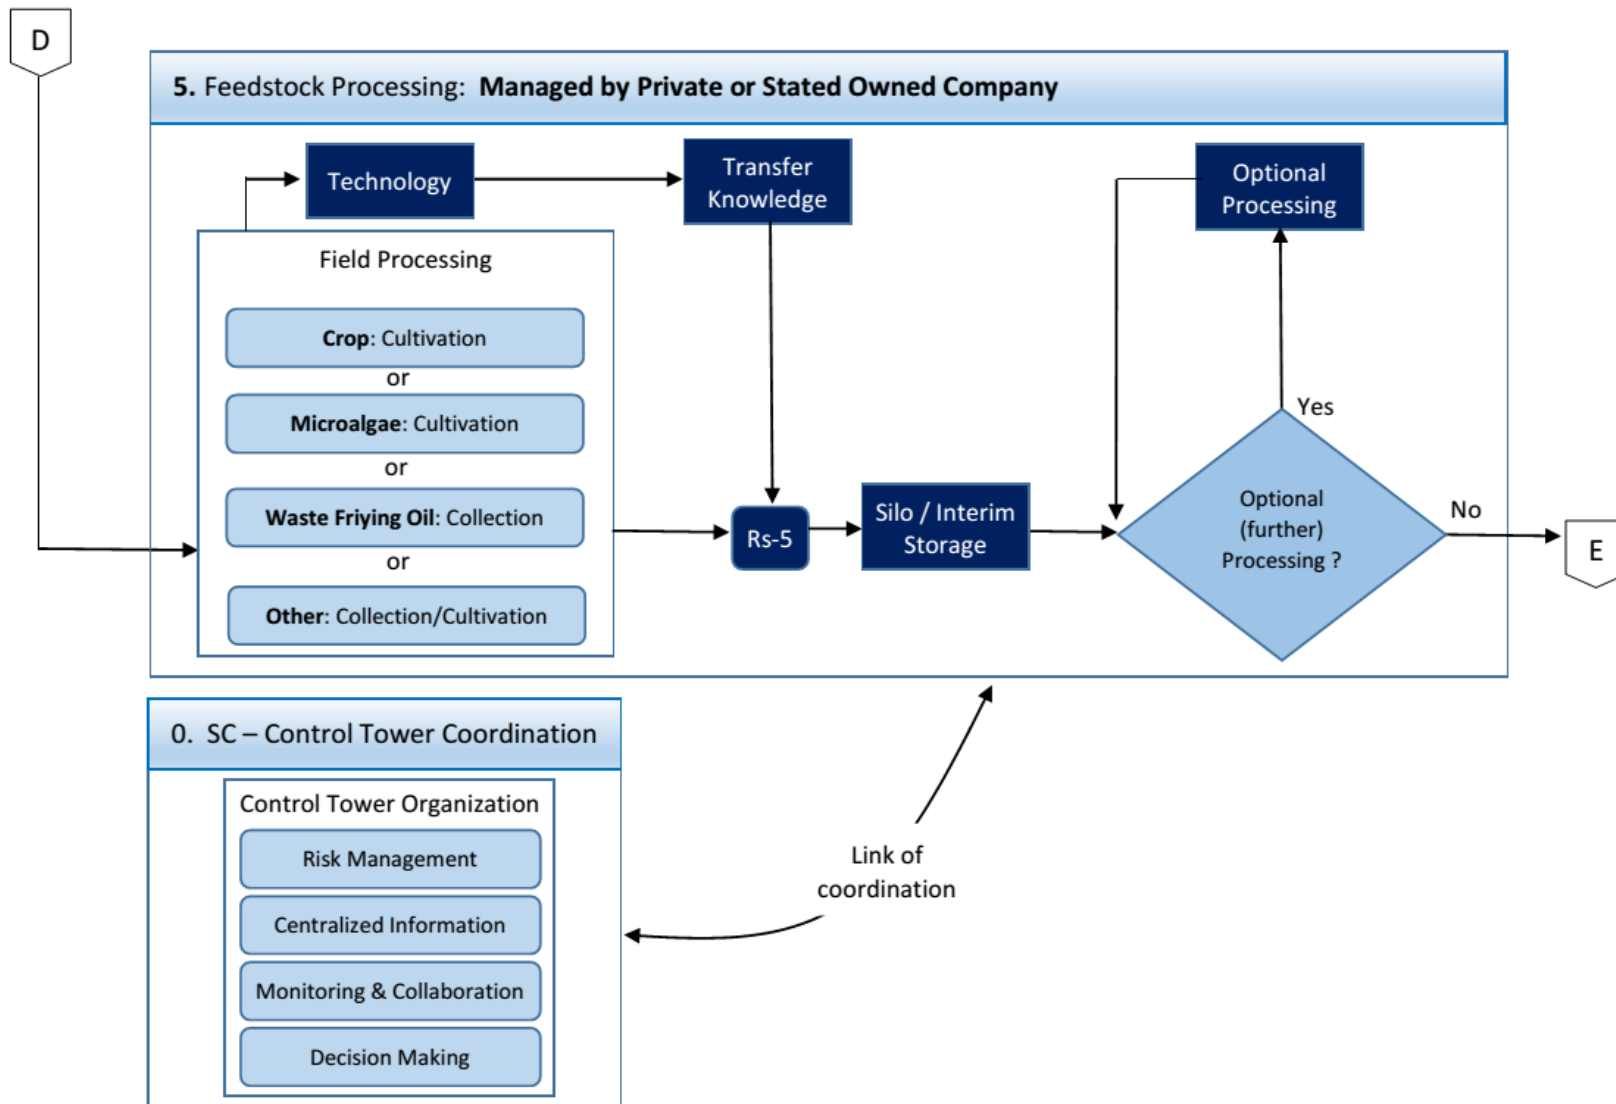 D
5. Feedstock Processing: Managed by Private or Stated Owned Company
Technology
Transfer
Knowledge
Optional
Processing
Field Processing
Crop: Cultivation
or
Microalgae: Cultivation
or
Waste Friying Oil: Collection
or
Other: Collection/Cultivation
Rs-5
Silo / Interim
Storage
Yes
Optional
(further)
Processing ?
No
E
0. SC – Control Tower Coordination
Control Tower Organization
Risk Management
Centralized Information
Monitoring & Collaboration
Decision Making
Link of
coordination